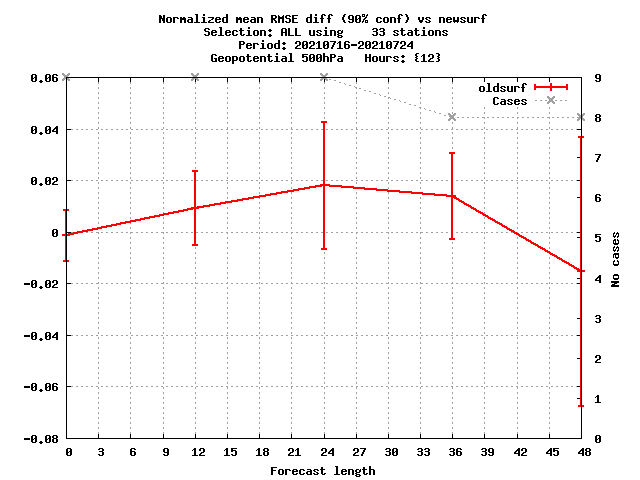 Normalized mean RMSE diff (90% conf) vs newsurf
Selection: ALL using    33 stations
Period: 20210716-20210724
Geopotential 500hPa   Hours: {12}
oldsurf
Cases
0.06
0.04
0.02
0
-0.02
-0.04
-0.06
-0.08
9
8
7
6
5
4
3
2
1
0
No cases
0 3 6 9 12 15 18 21 24 27 30 33 36 39 42 45 48
Forecast length